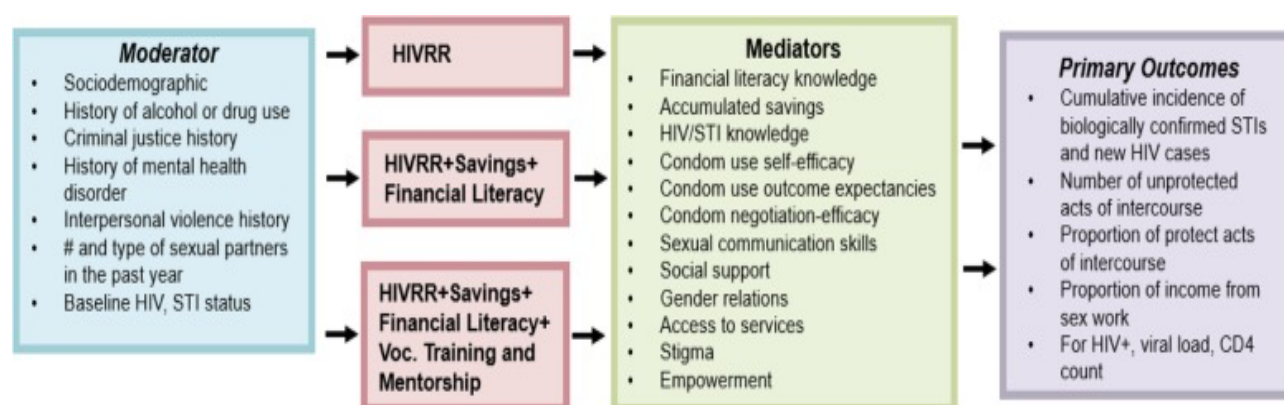 Moderator
• Sociodemographic
• History of alcohol or drug use
• Criminal justice history
• History of mental health
disorder
• Interpersonal violence history
• # and type of sexual partners
in the past year
• Baseline HIV, STI status
HIVRR
HIVRR+Savings+
Financial Literacy
HIVRR+Savings+
Financial Literacy+
Voc. Training and
Mentorship
Mediators
• Financial literacy knowledge
• Accumulated savings
• HIV/STI knowledge
• Condom use self-efficacy
• Condom use outcome expectancies
• Condom negotiation-efficacy
• Sexual communication skills
• Social support
• Gender relations
• Access to services
• Stigma
• Empowerment
Primary Outcomes
• Cumulative incidence of
biologically confirmed STIs
and new HIV cases
• Number of unprotected
acts of intercourse
• Proportion of protect acts
of intercourse
• Proportion of income from
sex work
• For HIV+, viral load, CD4
count